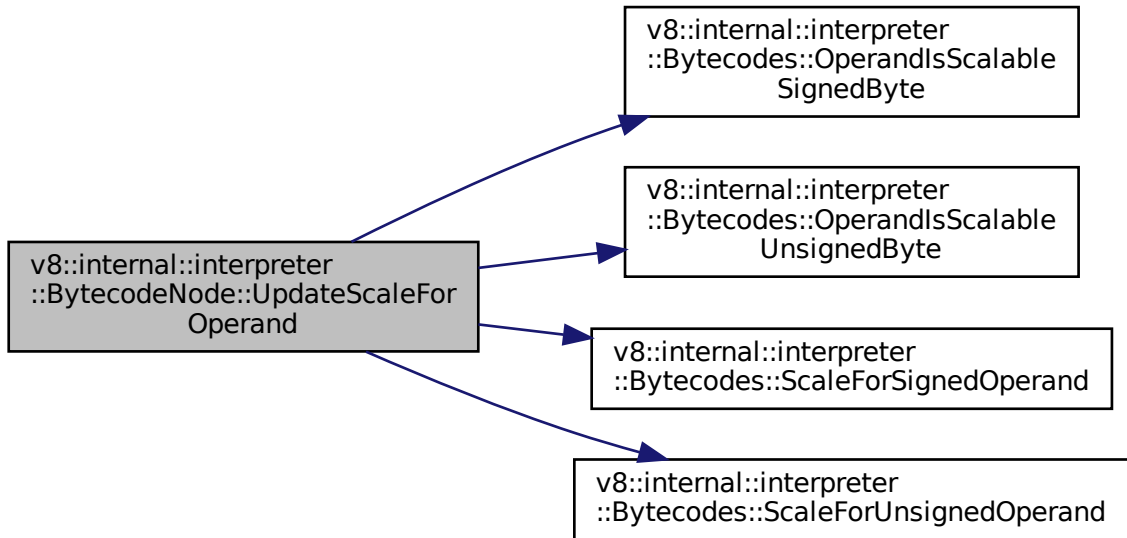 v8::internal::interpreter
::Bytecodes::OperandIsScalable
SignedByte
v8::internal::interpreter
::Bytecodes::OperandIsScalable
UnsignedByte
v8::internal::interpreter
::BytecodeNode::UpdateScaleFor
Operand
v8::internal::interpreter
::Bytecodes::ScaleForSignedOperand
v8::internal::interpreter
::Bytecodes::ScaleForUnsignedOperand